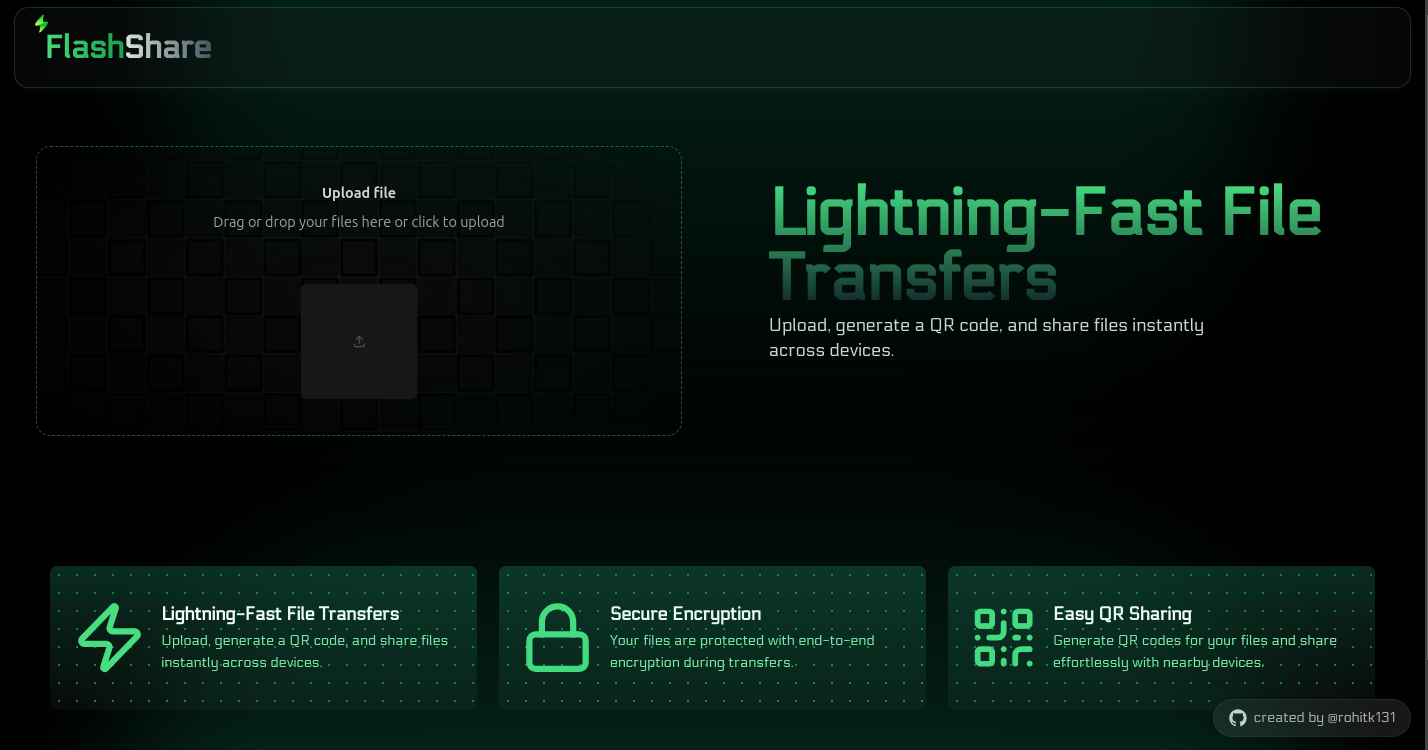 FlashShare
Upload file
Drag or drop your files here or click to upload
Lightning-Fast File
Transfers
Upload, generate a QR code, and share files instantly
across devices.
Lightning-Fast File Transfers
Upload, generate a QR code, and share files
instantly across devices.
Secure Encryption
Your files are protected with end-to-end
encryption during transfers.
Easy QR Sharing
Generate QR codes for your files and share
effortlessly with nearby devices.
created by @rohitk131